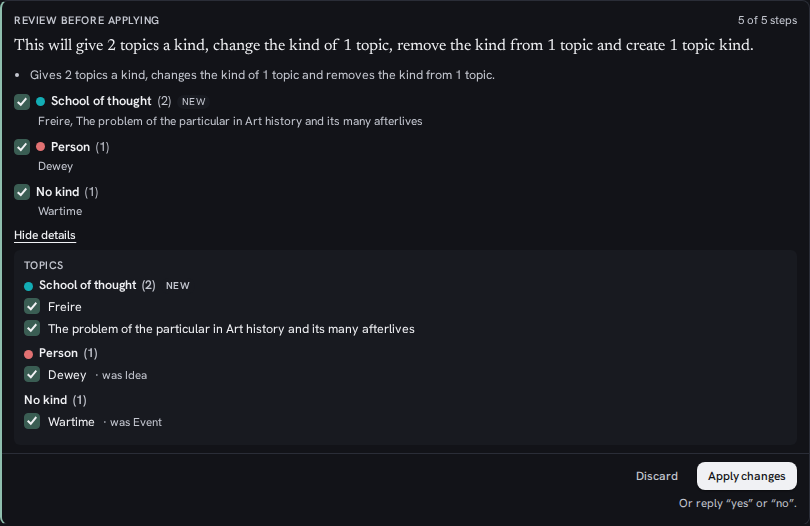 REVIEW BEFORE APPLYING
5 of 5 steps
This will give 2 topics a kind, change the kind of 1 topic, remove the kind from 1 topic and create 1 topic kind.
• Gives 2 topics a kind, changes the kind of 1 topic and removes the kind from 1 topic.
School of thought (2) NEW
Freire, The problem of the particular in Art history and its many afterlives
Person (1)
Dewey
No kind (1)
Wartime
Hide details
TOPICS
School of thought (2) NEW
Freire
The problem of the particular in Art history and its many afterlives
Person (1)
Dewey · was Idea
No kind (1)
Wartime · was Event
Discard
Apply changes
Or reply “yes” or “no”.